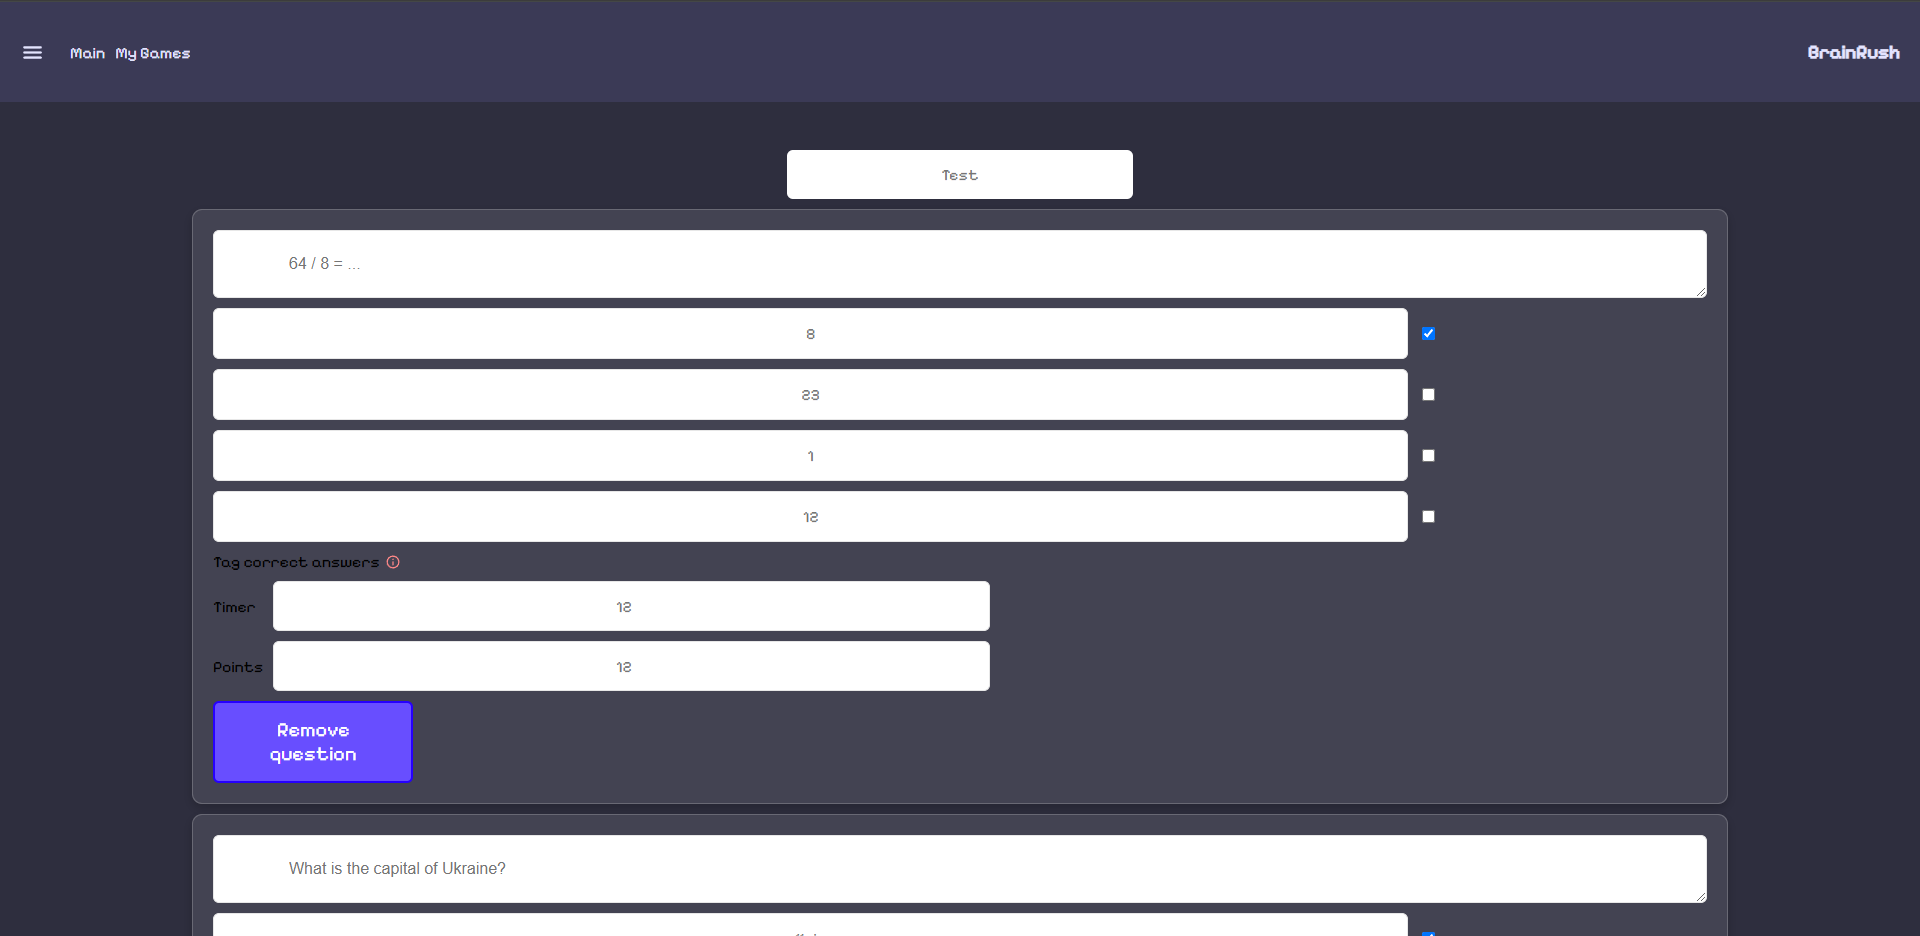 Main My Games
BrainRush
Test
64 / 8 = ...
8
23
1
12
Tag correct answers
Timer 12
Points 12
Remove
question
What is the capital of Ukraine?